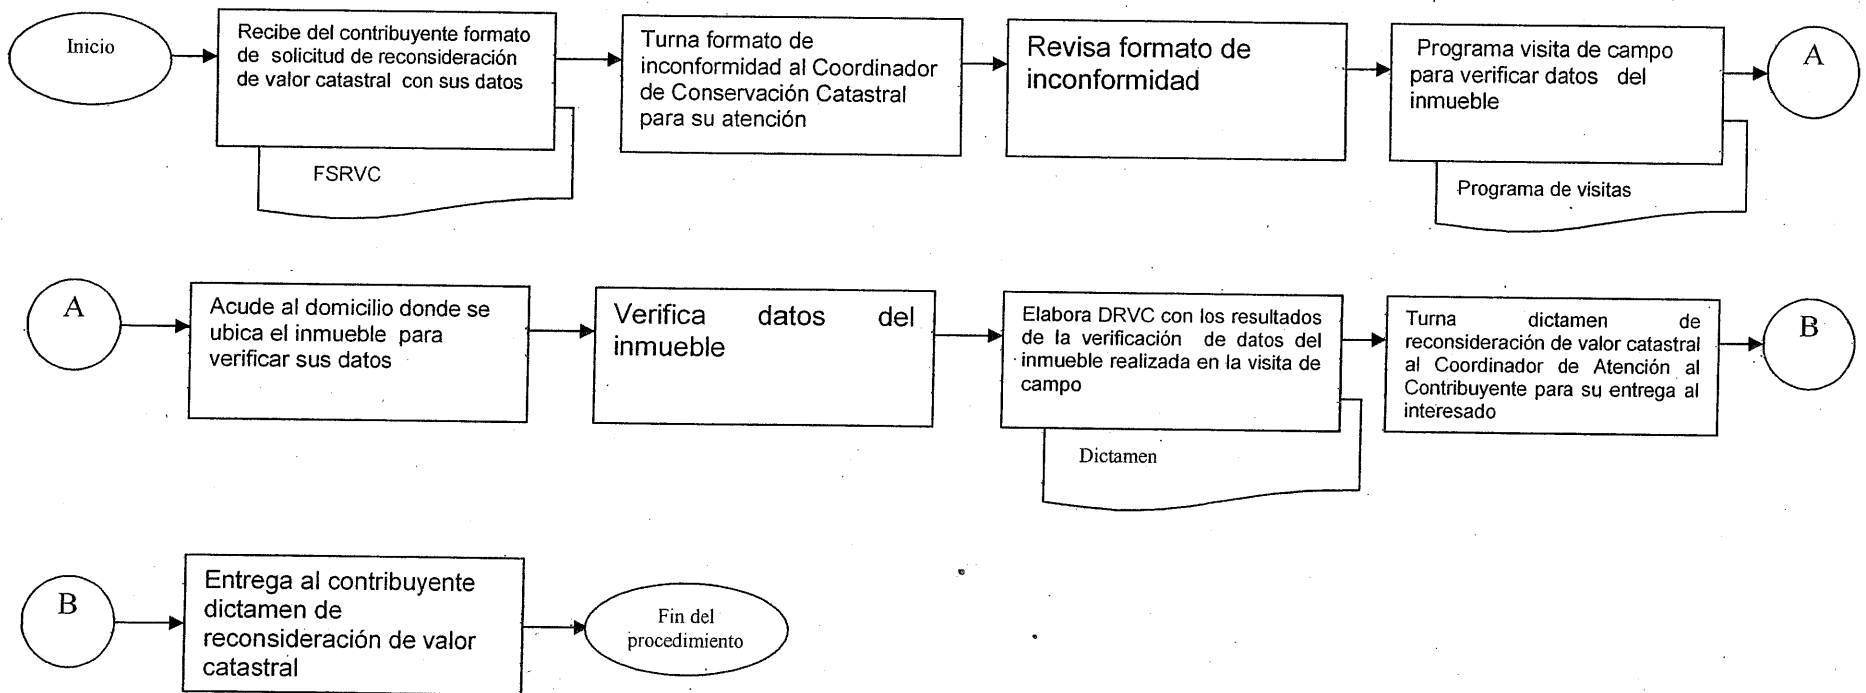 Inicio
Recibe del contribuyente formato
de solicitud de reconsideración
de valor catastral con sus datos
FSRVC
Turna formato de
inconformidad al Coordinador
de Conservación Catastral
para su atención
Revisa formato de
inconformidad
Programa visita de campo
para verificar datos del
inmueble
Programa de visitas
A
A
Acude al domicilio donde se
ubica el inmueble para
verificar sus datos
Verifica datos del
inmueble
Elabora DRVC con los resultados
de la verificación de datos del
inmueble realizada en la visita de
campo
Dictamen
Turna dictamen de
reconsideración de valor catastral
al Coordinador de Atención al
Contribuyente para su entrega al
interesado
B
B
Entrega al contribuyente
dictamen de
reconsideración de valor
catastral
Fin del
procedimiento